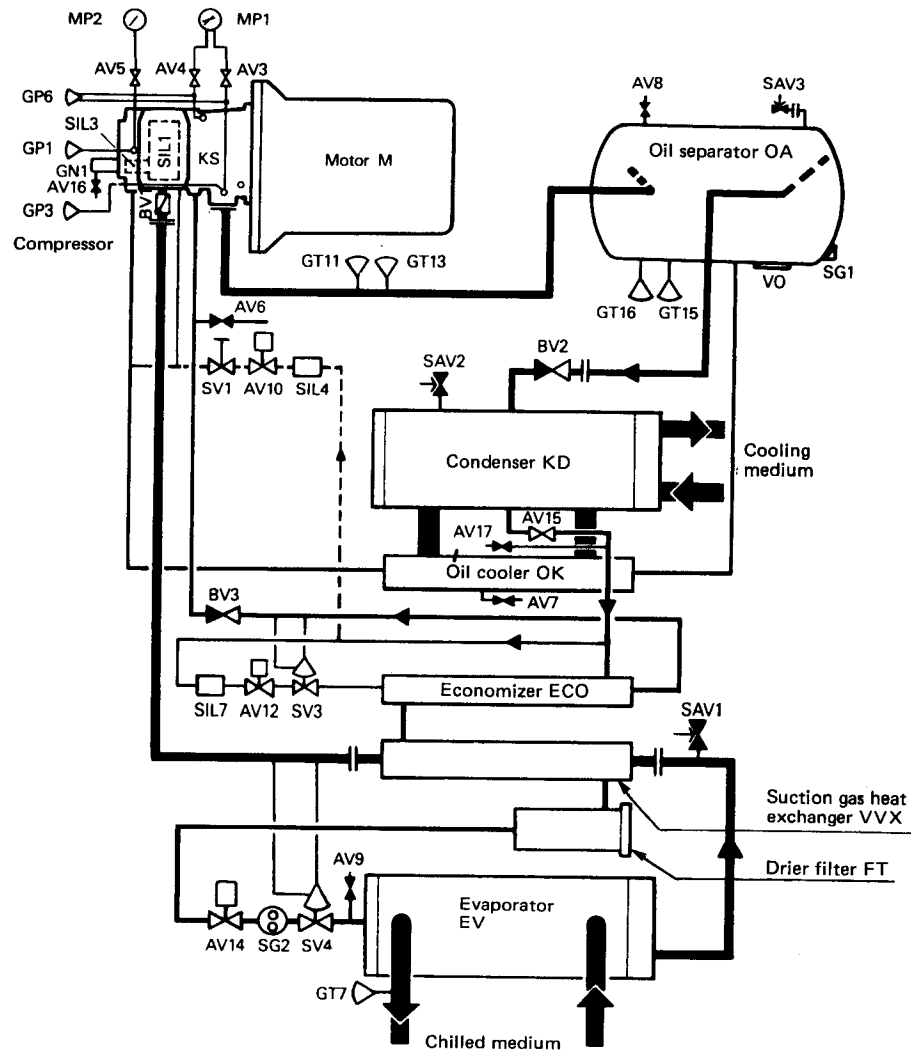 MP2
MP1
AV5
AV4
AV3
GP6
SIL3
GP1
GN1
AV16
GP3
SIL1
KS
BV
Compressor
Motor M
AV8
SAV3
Oil separator OA
GT11
GT13
GT16
GT15
VO
SG1
AV6
SV1
AV10
SIL4
SAV2
BV2
Condenser KD
Cooling
medium
AV15
AV17
Oil cooler OK
AV7
BV3
SIL7
AV12
SV3
Economizer ECO
SAV1
Suction gas heat
exchanger VVX
Drier filter FT
AV9
Evaporator
EV
AV14
SG2
SV4
GT7
Chilled medium